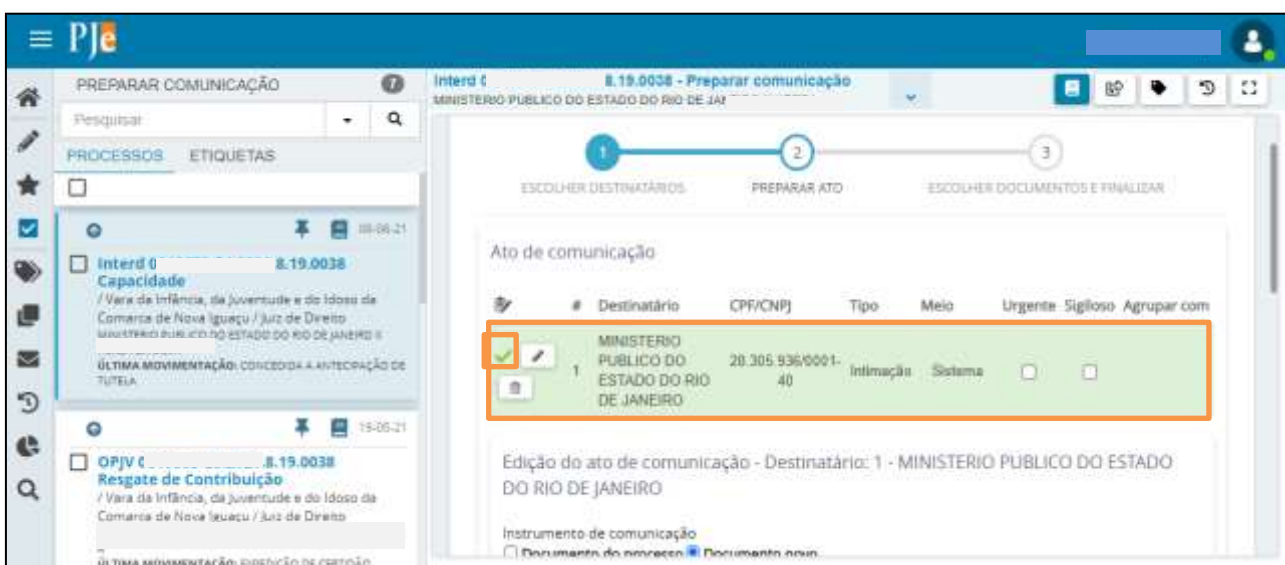 PJe
PREPARAR COMUNICAÇÃO
Pesquisar
PROCESSOS ETIQUETAS
08-06-21
Interd 0 8.19.0038
Capacidade
/ Vara da Infância, da Juventude e do Idoso da
Comarca de Nova Iguaçu / Juiz de Direito
MINISTERIO PUBLICO DO ESTADO DO RIO DE JANEIRO X
ÚLTIMA MOVIMENTAÇÃO: CONCEDIDA A ANTECIPAÇÃO DE
TUTELA
19-05-21
OPJV 8.19.0038
Resgate de Contribuição
/ Vara da Infância, da Juventude e do Idoso da
Comarca de Nova Iguaçu / Juiz de Direito
ÚLTIMA MOVIMENTAÇÃO: EXPEDIÇÃO DE CERTIDÃO
Interd 8.19.0038 - Preparar comunicação
MINISTERIO PUBLICO DO ESTADO DO RIO DE
1 2 3
ESCOLHER DESTINATÁRIOS PREPARAR ATO ESCOLHER DOCUMENTOS E FINALIZAR
Ato de comunicação
# Destinatário CPF/CNPJ Tipo Meio Urgente Sigiloso Agrupar com
MINISTERIO
PUBLICO DO
1 ESTADO DO RIO 28.305.936/0001- Intimação Sistema
DE JANEIRO 40
Edição do ato de comunicação - Destinatário: 1 - MINISTERIO PUBLICO DO ESTADO
DO RIO DE JANEIRO
Instrumento de comunicação
Documento do processo Documento novo